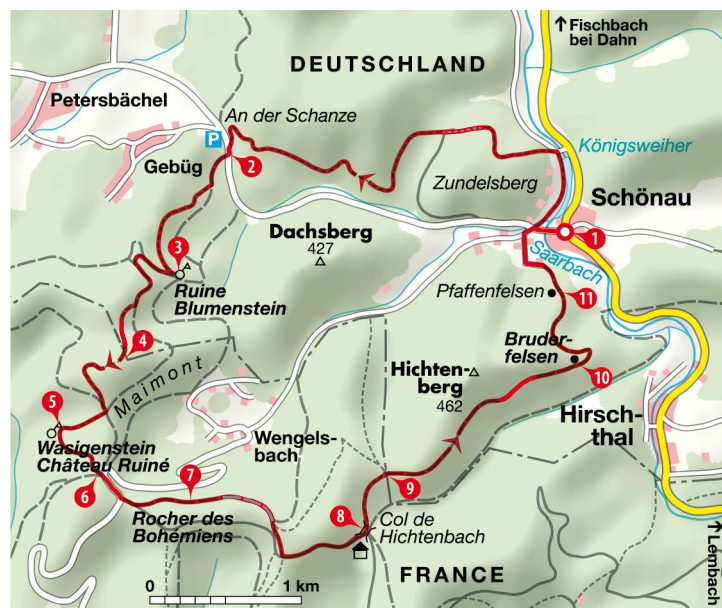 ↑ Fischbach
bei Dahn
DEUTSCHLAND
Petersbächel
An der Schanze
P
Königsweiher
Gebüg
2
Zundelsberg
Schönau
1
3
Dachsberg
427
Saarbach
Ruine
Blumenstein
Pfaffenfelsen
11
4
Bruder-
felsen
10
Maimont
Hichten-
berg
462
5
Hirsch-
thal
Wasigenstein
Château Ruiné
Wengels-
bach
6
7
9
Rocher des
Bohémiens
8
Col de
Hichtenbach
FRANCE
↑ Lembach
0 1 km